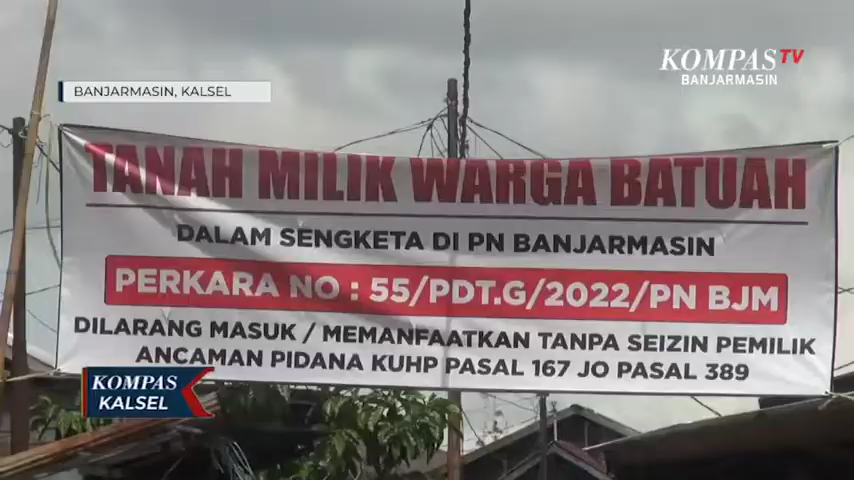 KOMPAS TV
BANJARMASIN
BANJARMASIN, KALSEL
TANAH MILIK WARGA BATUAH
DALAM SENGKETA DI PN BANJARMASIN
PERKARA NO : 55/PDT.G/2022/PN BJM
DILARANG MASUK / MEMANFAATKAN TANPA SEIZIN PEMILIK
ANCAMAN PIDANA KUHP PASAL 167 JO PASAL 389
KOMPAS
KALSEL